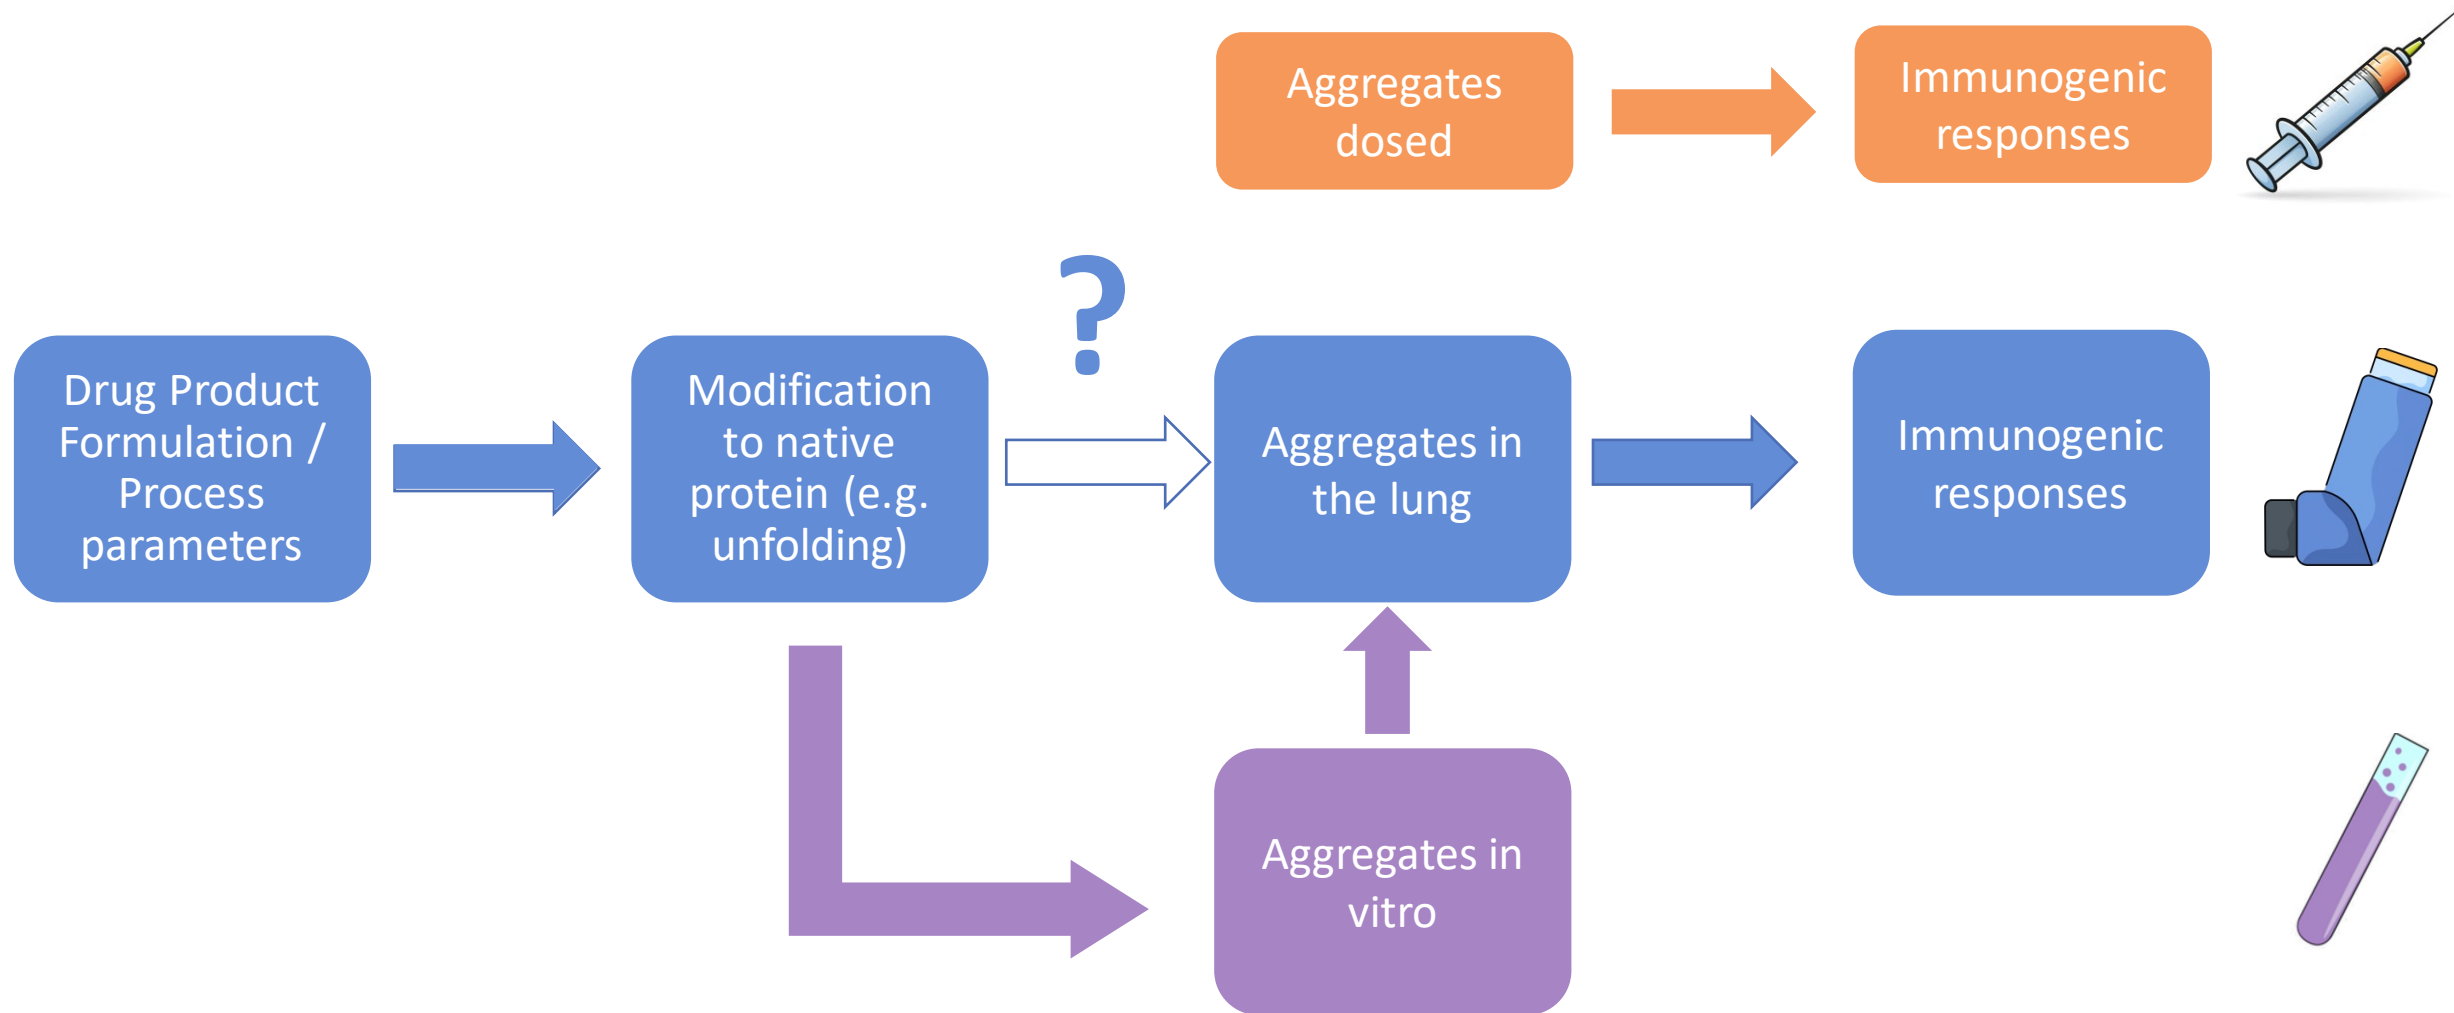 Aggregates
dosed
Immunogenic
responses
?
Drug Product
Formulation /
Process
parameters
Modification
to native
protein (e.g.
unfolding)
Aggregates in
the lung
Immunogenic
responses
Aggregates in
vitro